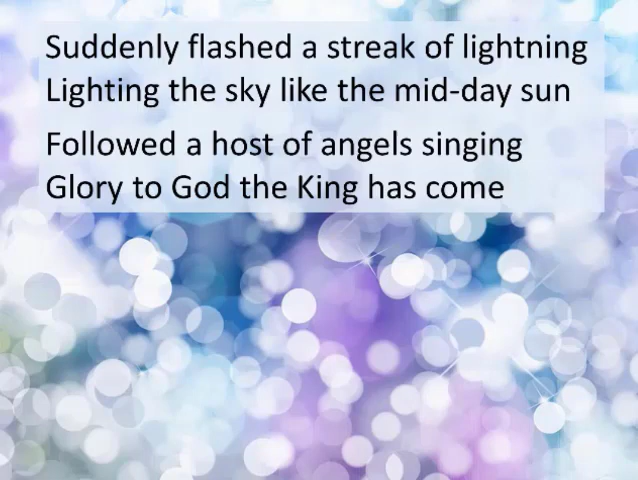 Suddenly flashed a streak of lightning
Lighting the sky like the mid-day sun
Followed a host of angels singing
Glory to God the King has come